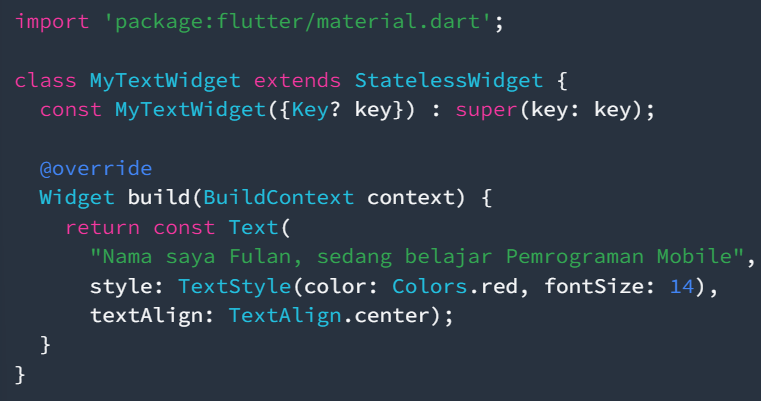 import 'package:flutter/material.dart';
class MyTextWidget extends StatelessWidget {
const MyTextWidget({Key? key}) : super(key: key);
@override
Widget build(BuildContext context) {
return const Text(
"Nama saya Fulan, sedang belajar Pemrograman Mobile",
style: TextStyle(color: Colors.red, fontSize: 14),
textAlign: TextAlign.center);
}
}